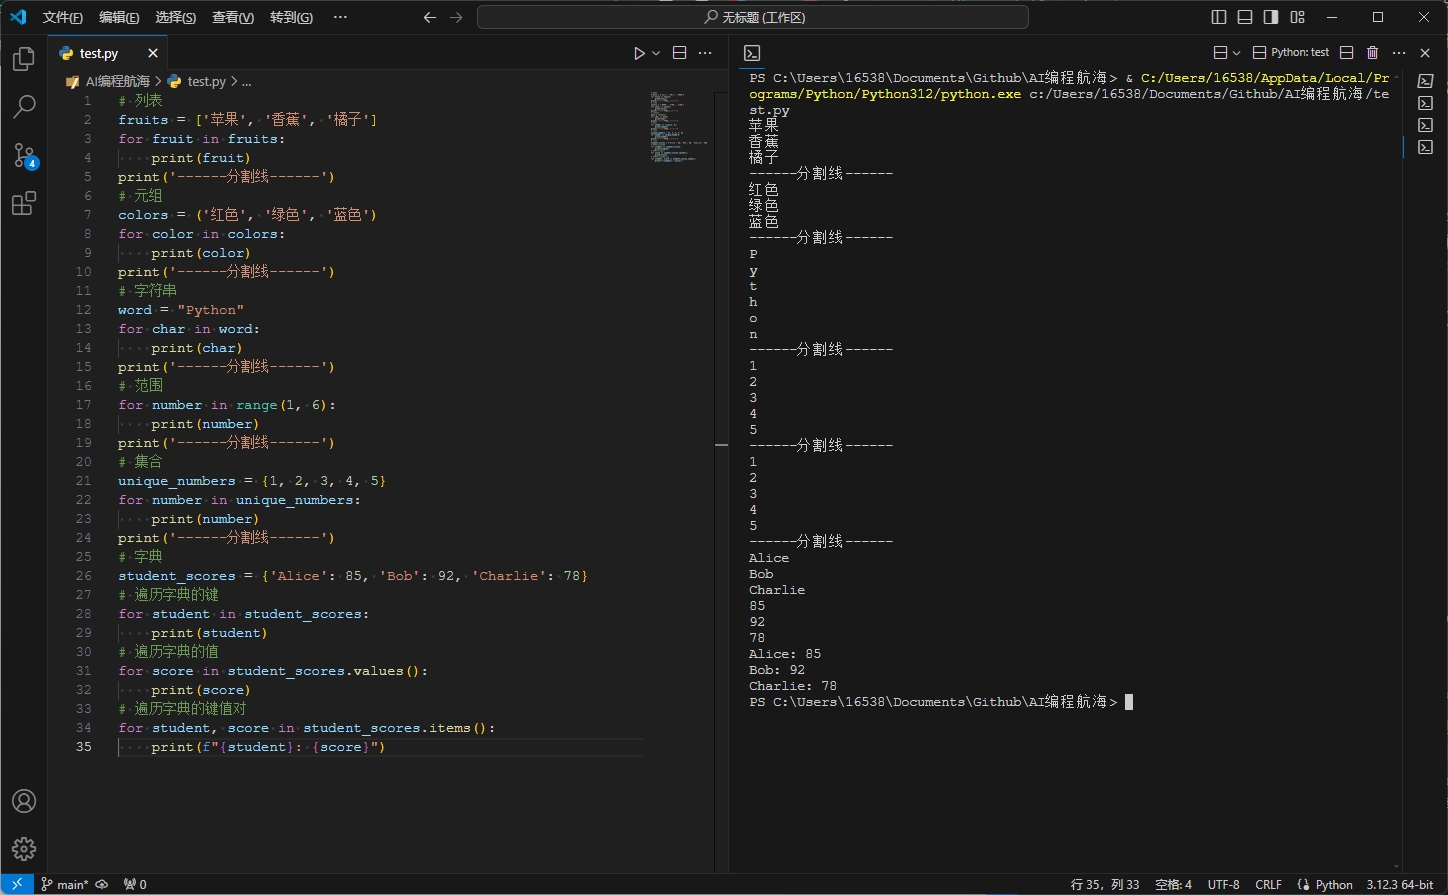 文件(F) 编辑(E) 选择(S) 查看(V) 转到(G) ··· 无标题 (工作区)
test.py
AI编程航海 > test.py > ...
1 # 列表
2 fruits = ['苹果', '香蕉', '橘子']
3 for fruit in fruits:
4     print(fruit)
5 print('------分割线------')
6 # 元组
7 colors = ('红色', '绿色', '蓝色')
8 for color in colors:
9     print(color)
10 print('------分割线------')
11 # 字符串
12 word = "Python"
13 for char in word:
14     print(char)
15 print('------分割线------')
16 # 范围
17 for number in range(1, 6):
18     print(number)
19 print('------分割线------')
20 # 集合
21 unique_numbers = {1, 2, 3, 4, 5}
22 for number in unique_numbers:
23     print(number)
24 print('------分割线------')
25 # 字典
26 student_scores = {'Alice': 85, 'Bob': 92, 'Charlie': 78}
27 # 遍历字典的键
28 for student in student_scores:
29     print(student)
30 # 遍历字典的值
31 for score in student_scores.values():
32     print(score)
33 # 遍历字典的键值对
34 for student, score in student_scores.items():
35     print(f"{student}: {score}")
Python: test
PS C:\Users\16538\Documents\Github\AI编程航海> & C:/Users/16538/AppData/Local/Pr
ograms/Python/Python312/python.exe c:/Users/16538/Documents/Github/AI编程航海/te
st.py
苹果
香蕉
橘子
------分割线------
红色
绿色
蓝色
------分割线------
P
y
t
h
o
n
------分割线------
1
2
3
4
5
------分割线------
1
2
3
4
5
------分割线------
Alice
Bob
Charlie
85
92
78
Alice: 85
Bob: 92
Charlie: 78
PS C:\Users\16538\Documents\Github\AI编程航海>
4
main* 0 行 35，列 33 空格: 4 UTF-8 CRLF Python 3.12.3 64-bit